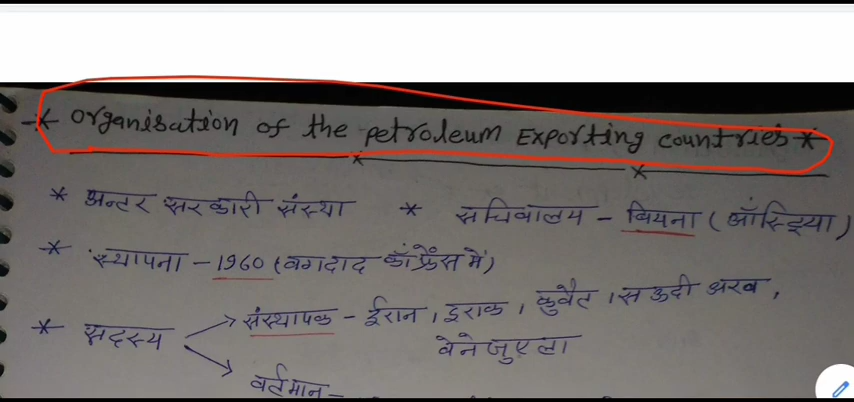 * Organisation of the Petroleum Exporting Countries *
* अन्तर सरकारी संस्था * सचिवालय - वियना (ऑस्ट्रिया)
* स्थापना - 1960 (बगदाद कॉफ्रेंस में)
* सदस्य → संस्थापक - ईरान, इराक, कुवैत, सऊदी अरब,
वेनेजुएला
→ वर्तमान -